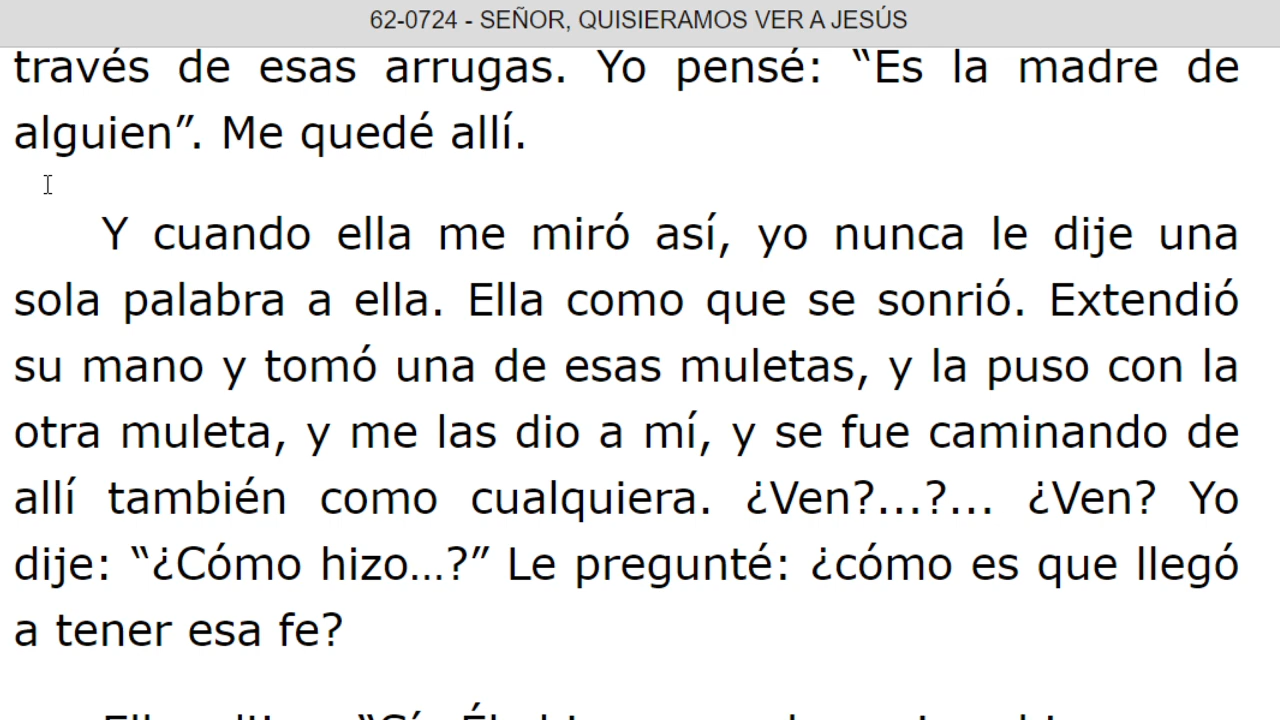 62-0724 - SEÑOR, QUISIERAMOS VER A JESÚS
través de esas arrugas. Yo pensé: “Es la madre de
alguien”. Me quedé allí.
Y cuando ella me miró así, yo nunca le dije una
sola palabra a ella. Ella como que se sonrió. Extendió
su mano y tomó una de esas muletas, y la puso con la
otra muleta, y me las dio a mí, y se fue caminando de
allí también como cualquiera. ¿Ven?...?... ¿Ven? Yo
dije: “¿Cómo hizo…?” Le pregunté: ¿cómo es que llegó
a tener esa fe?